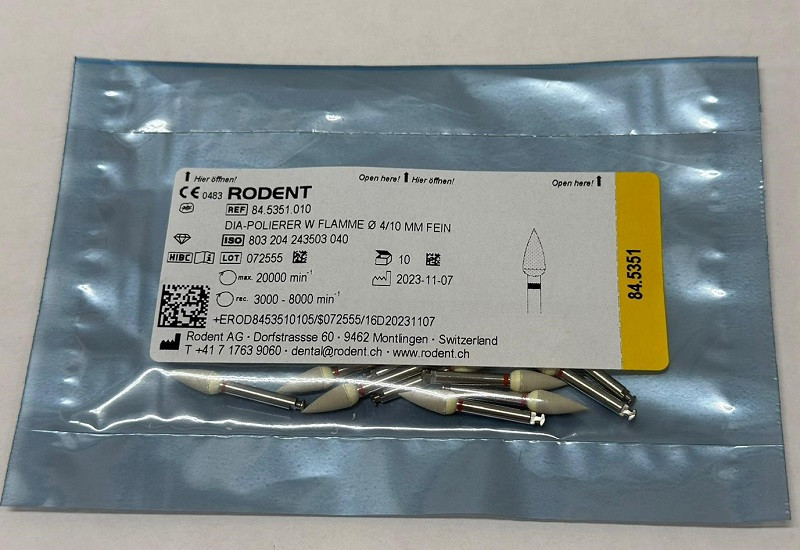 Hier öffnen! Open here! Hier öffnen! Open here!
CE 0483 RODENT
REF 84.5351.010
DIA-POLIERER W FLAMME Ø 4/10 MM FEIN
ISO 803 204 243503 040
HIBC LOT 072555 10
max. 20000 min⁻¹ 2023-11-07
rec. 3000 - 8000 min⁻¹
+EROD8453510105/$072555/16D20231107
Rodent AG · Dorfstrassse 60 · 9462 Montlingen · Switzerland
T +41 7 1763 9060 · dental@rodent.ch · www.rodent.ch
84.5351